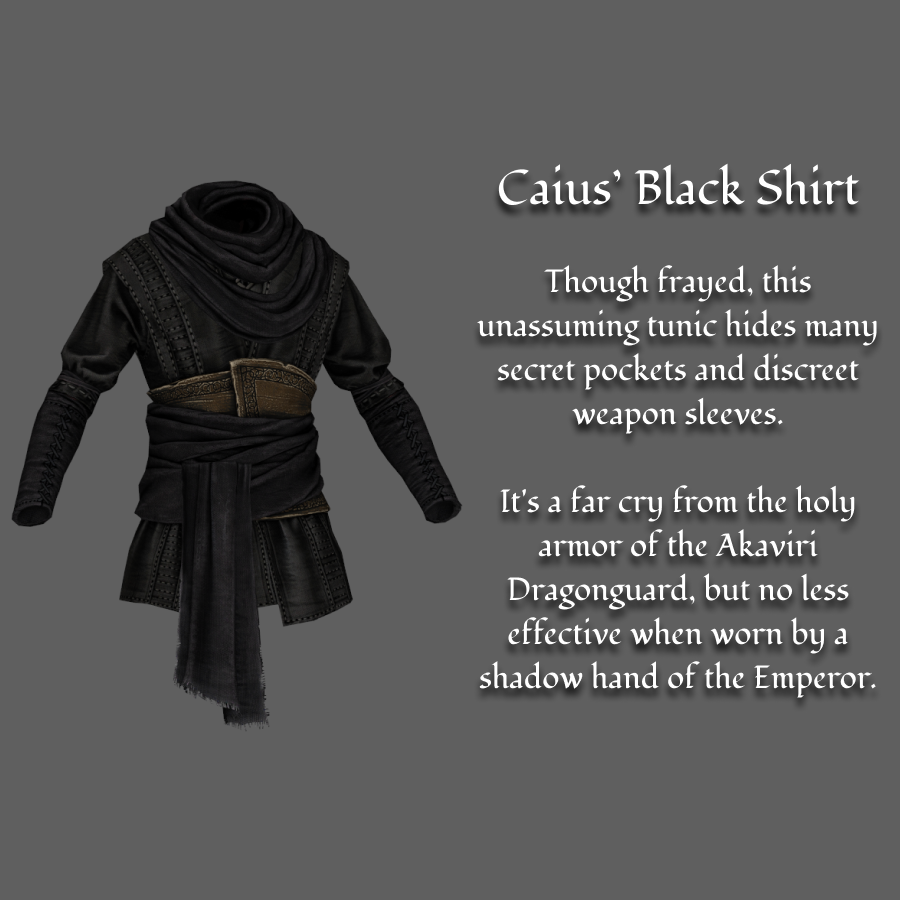 Caius’ Black Shirt
Though frayed, this
unassuming tunic hides many
secret pockets and discreet
weapon sleeves.
It's a far cry from the holy
armor of the Akaviri
Dragonguard, but no less
effective when worn by a
shadow hand of the Emperor.